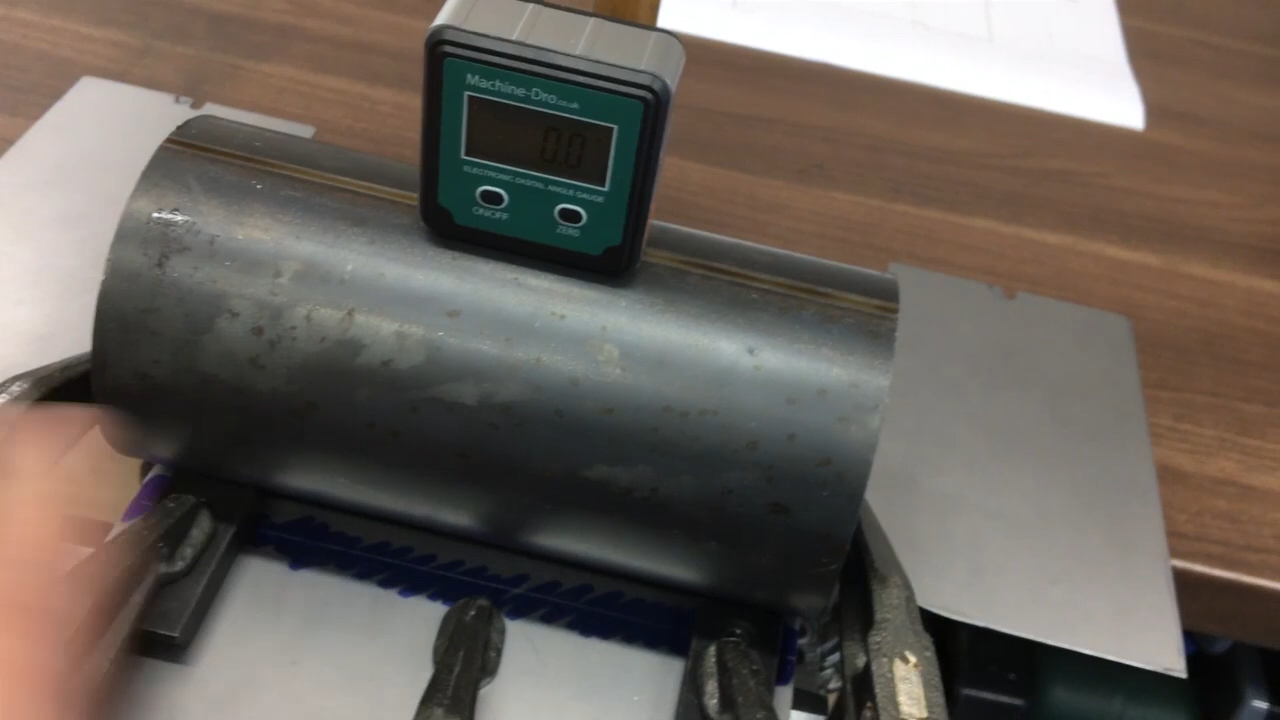 Machine-Dro.co.uk
0.0
ELECTRONIC DIGITAL ANGLE GAUGE
ON/OFF
ZERO